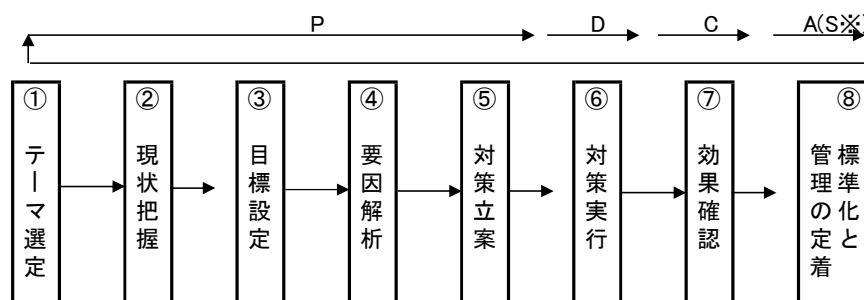 P
D
C
A(S※)
①
テーマ選定
②
現状把握
③
目標設定
④
要因解析
⑤
対策立案
⑥
対策実行
⑦
効果確認
⑧
標準化と
管理の定着